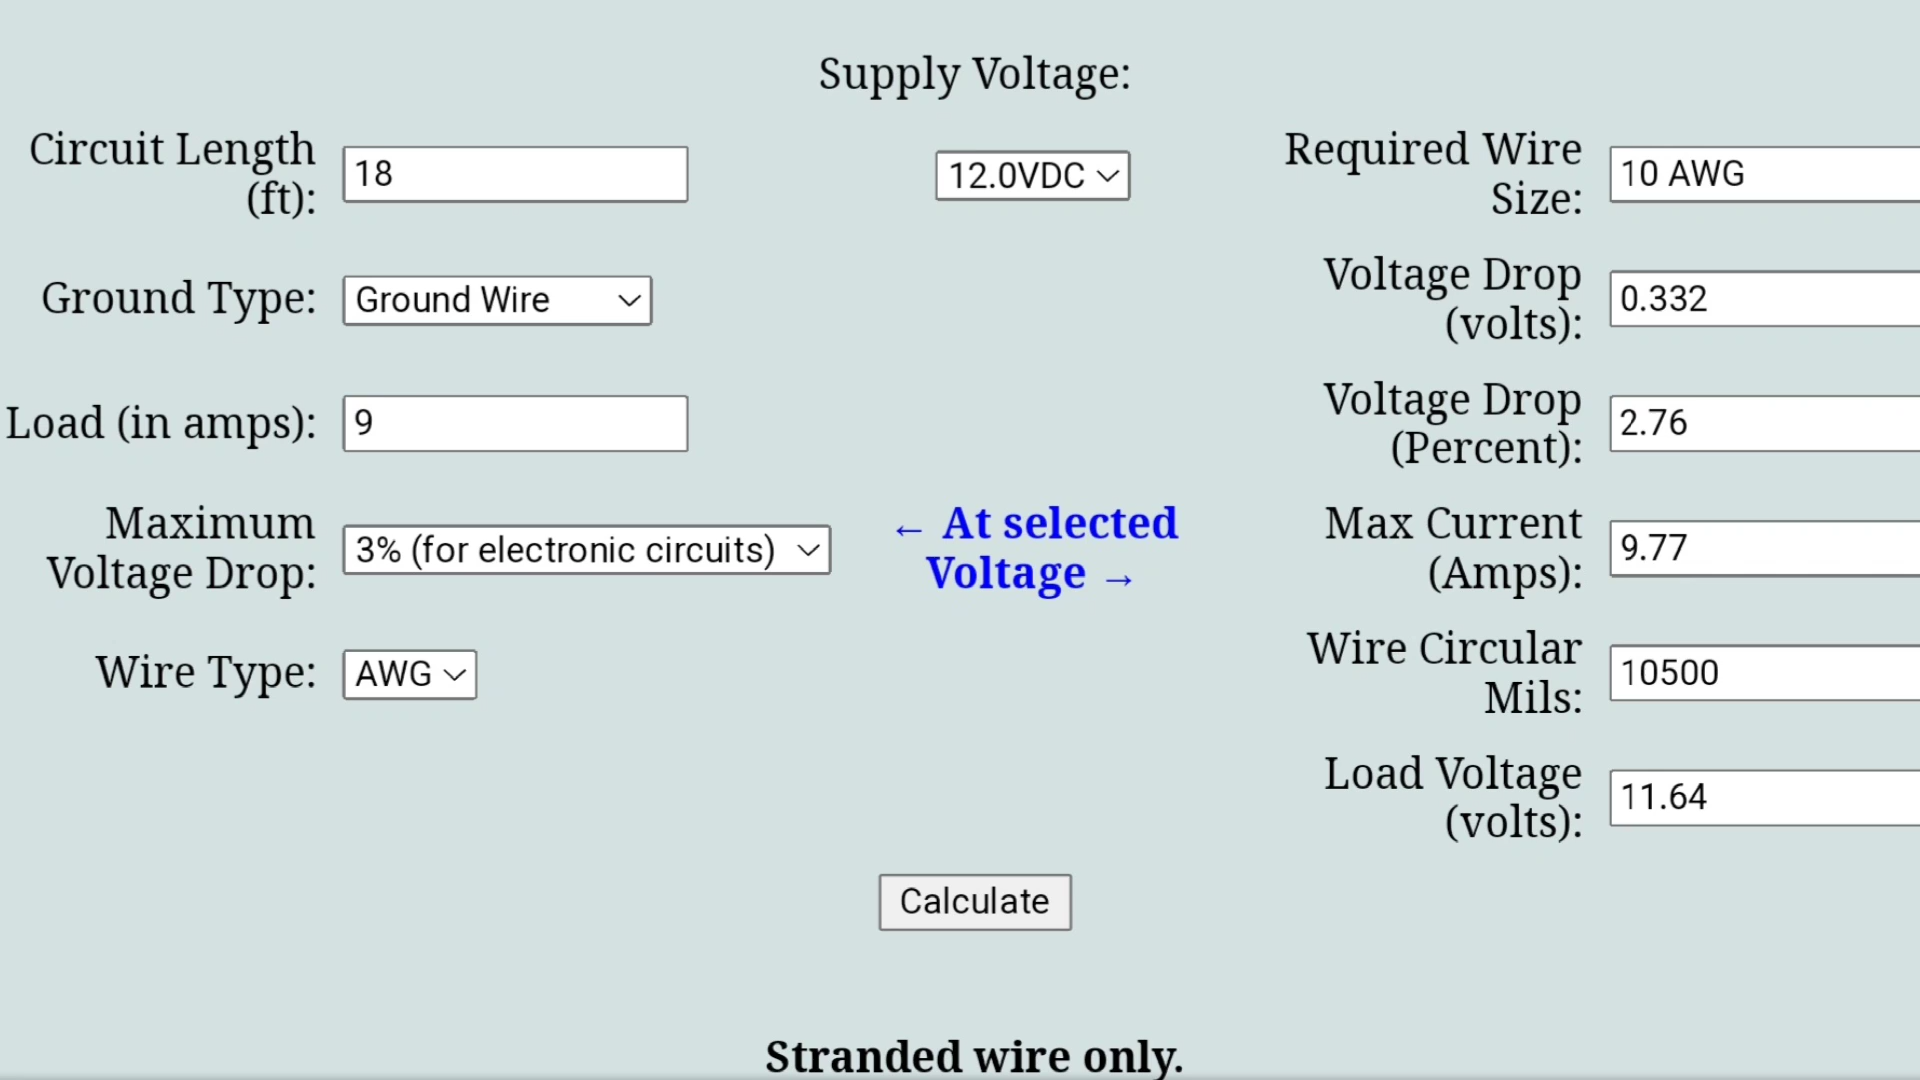 Supply Voltage:
Circuit Length
(ft):
18
12.0VDC
Required Wire
Size:
10 AWG
Ground Type:
Ground Wire
Voltage Drop
(volts):
0.332
Load (in amps):
9
Voltage Drop
(Percent):
2.76
Maximum
Voltage Drop:
3% (for electronic circuits)
← At selected
Voltage →
Max Current
(Amps):
9.77
Wire Type:
AWG
Wire Circular
Mils:
10500
Load Voltage
(volts):
11.64
Calculate
Stranded wire only.